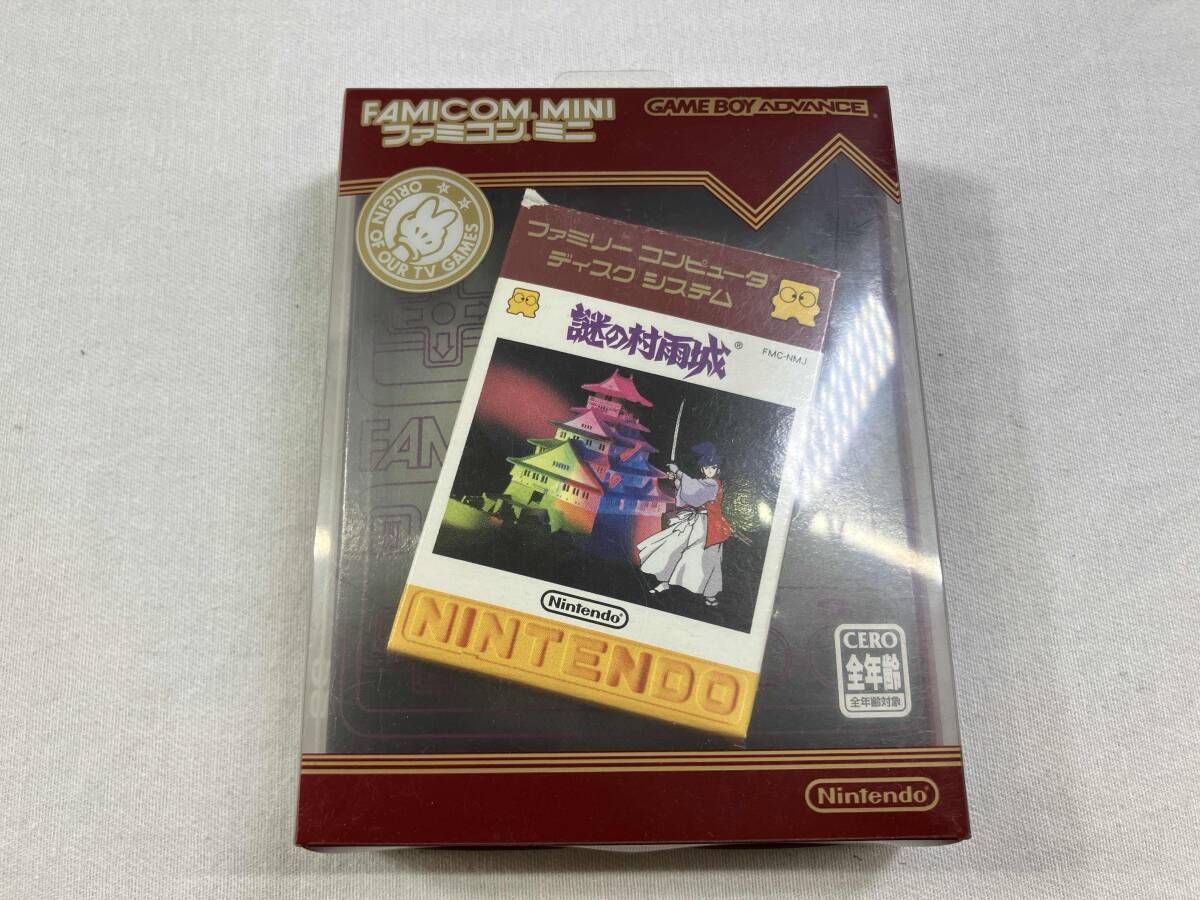 FAMICOM MINI
ファミコン ミニ
GAME BOY ADVANCE
ORIGIN OF OUR TV GAMES
ファミリー コンピュータ
ディスク システム
謎の村雨城®
FMC-NMJ
Nintendo®
NINTENDO
CERO
全年齢
全年齢対象
Nintendo®